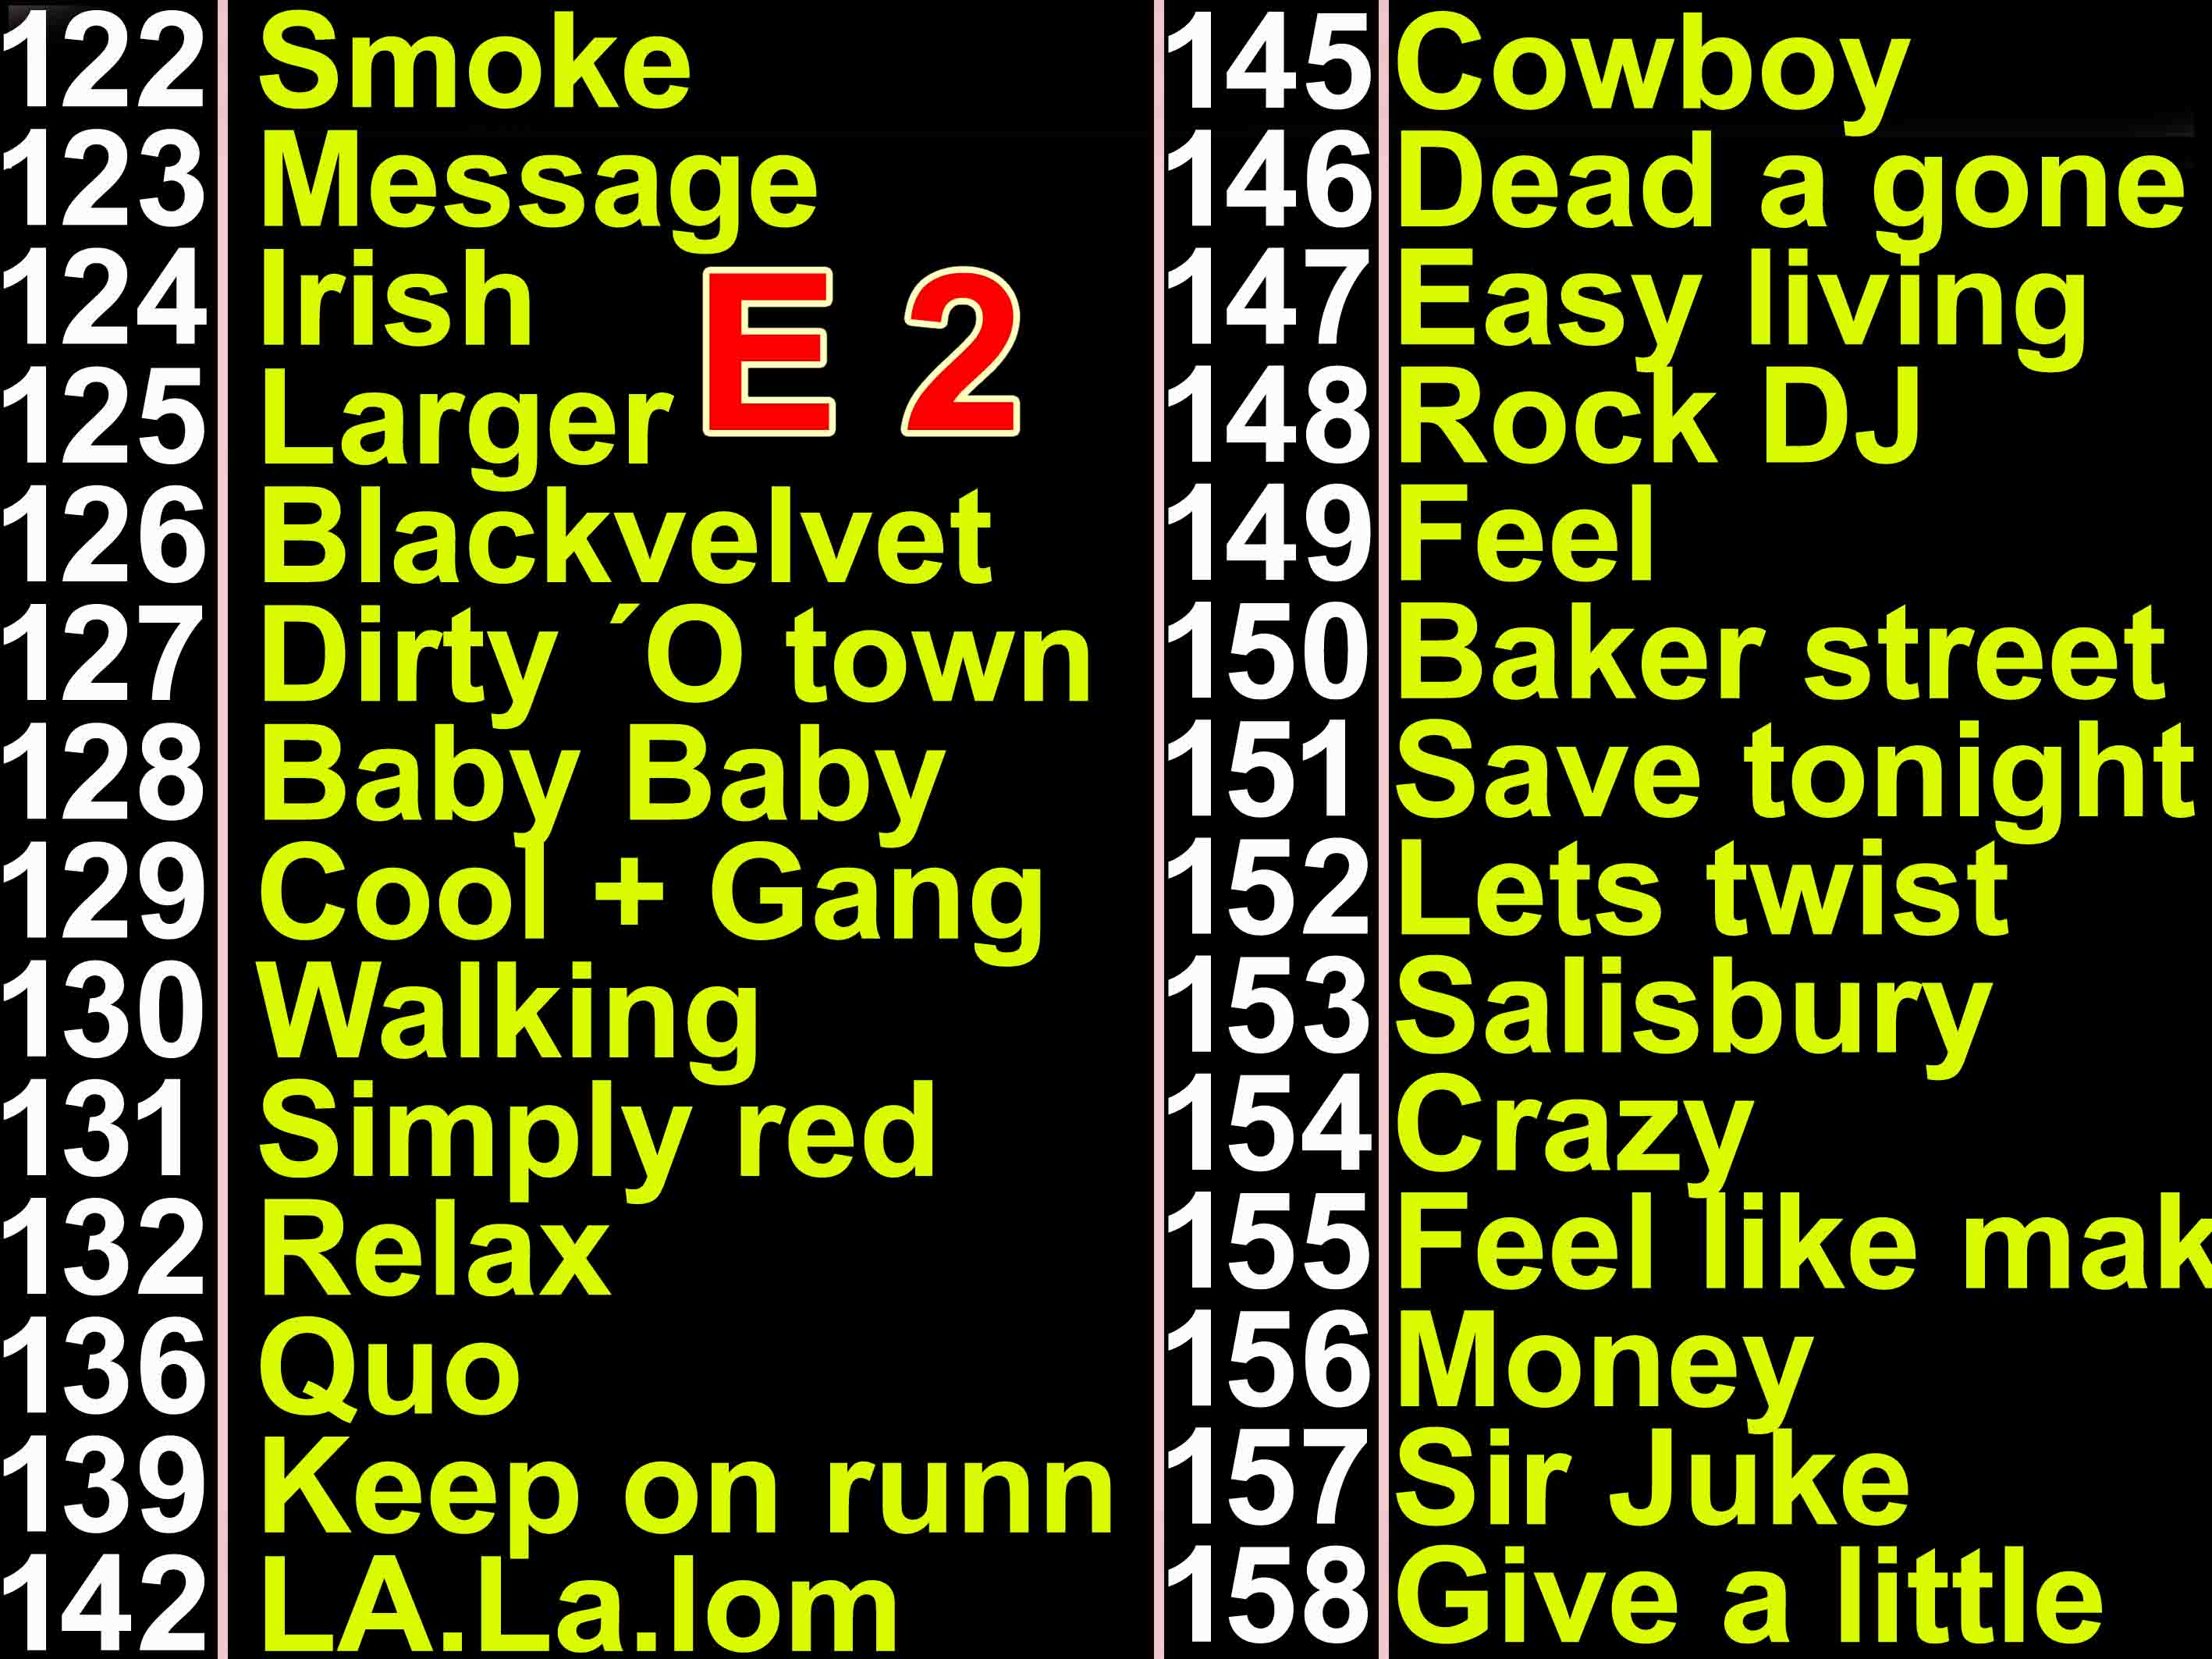 122 Smoke
123 Message
124 Irish
125 Larger
E 2
126 Blackvelvet
127 Dirty ´O town
128 Baby Baby
129 Cool + Gang
130 Walking
131 Simply red
132 Relax
136 Quo
139 Keep on runn
142 LA.La.lom
145 Cowboy
146 Dead a gone
147 Easy living
148 Rock DJ
149 Feel
150 Baker street
151 Save tonight
152 Lets twist
153 Salisbury
154 Crazy
155 Feel like mak
156 Money
157 Sir Juke
158 Give a little